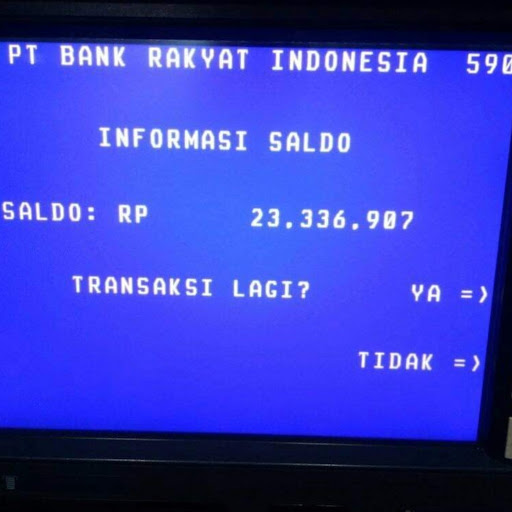 PT BANK RAKYAT INDONESIA 590
INFORMASI SALDO
SALDO: RP 23,336,907
TRANSAKSI LAGI? YA =>
TIDAK =>